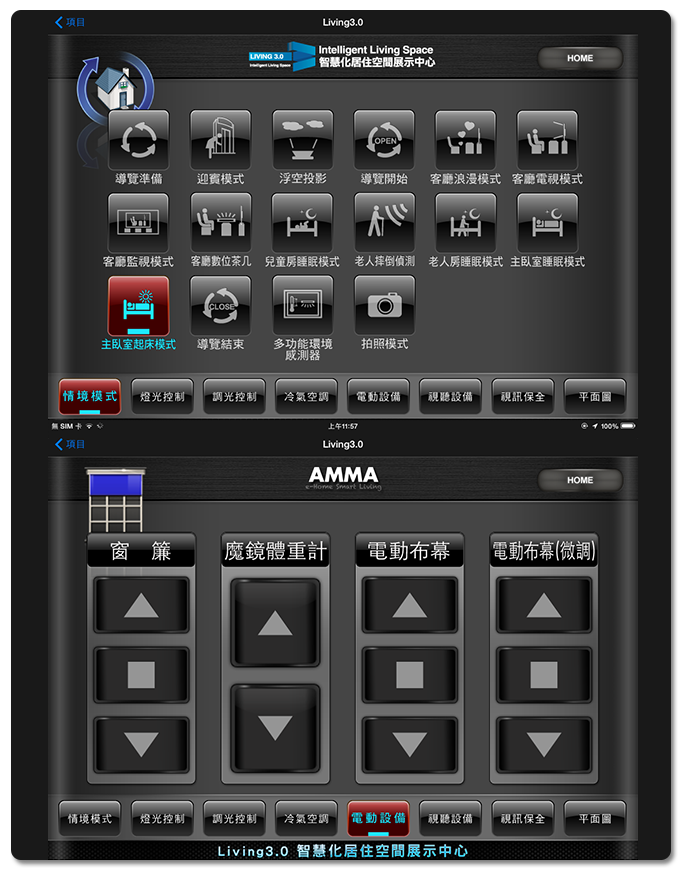 項目
Living3.0
LIVING 3.0
Intelligent Living Space
Intelligent Living Space
智慧化居住空間展示中心
HOME
OPEN
導覽準備
迎賓模式
浮空投影
導覽開始
客廳浪漫模式
客廳電視模式
客廳監視模式
客廳數位茶几
兒童房睡眠模式
老人摔倒偵測
老人房睡眠模式
主臥室睡眠模式
CLOSE
主臥室起床模式
導覽結束
多功能環境
感測器
拍照模式
情境模式
燈光控制
調光控制
冷氣空調
電動設備
視聽設備
視訊保全
平面圖
無 SIM 卡
上午11:57
100%
項目
Living3.0
AMMA
e-Home Smart Living
HOME
窗 簾
魔鏡體重計
電動布幕
電動布幕(微調)
情境模式
燈光控制
調光控制
冷氣空調
電動設備
視聽設備
視訊保全
平面圖
Living3.0 智慧化居住空間展示中心